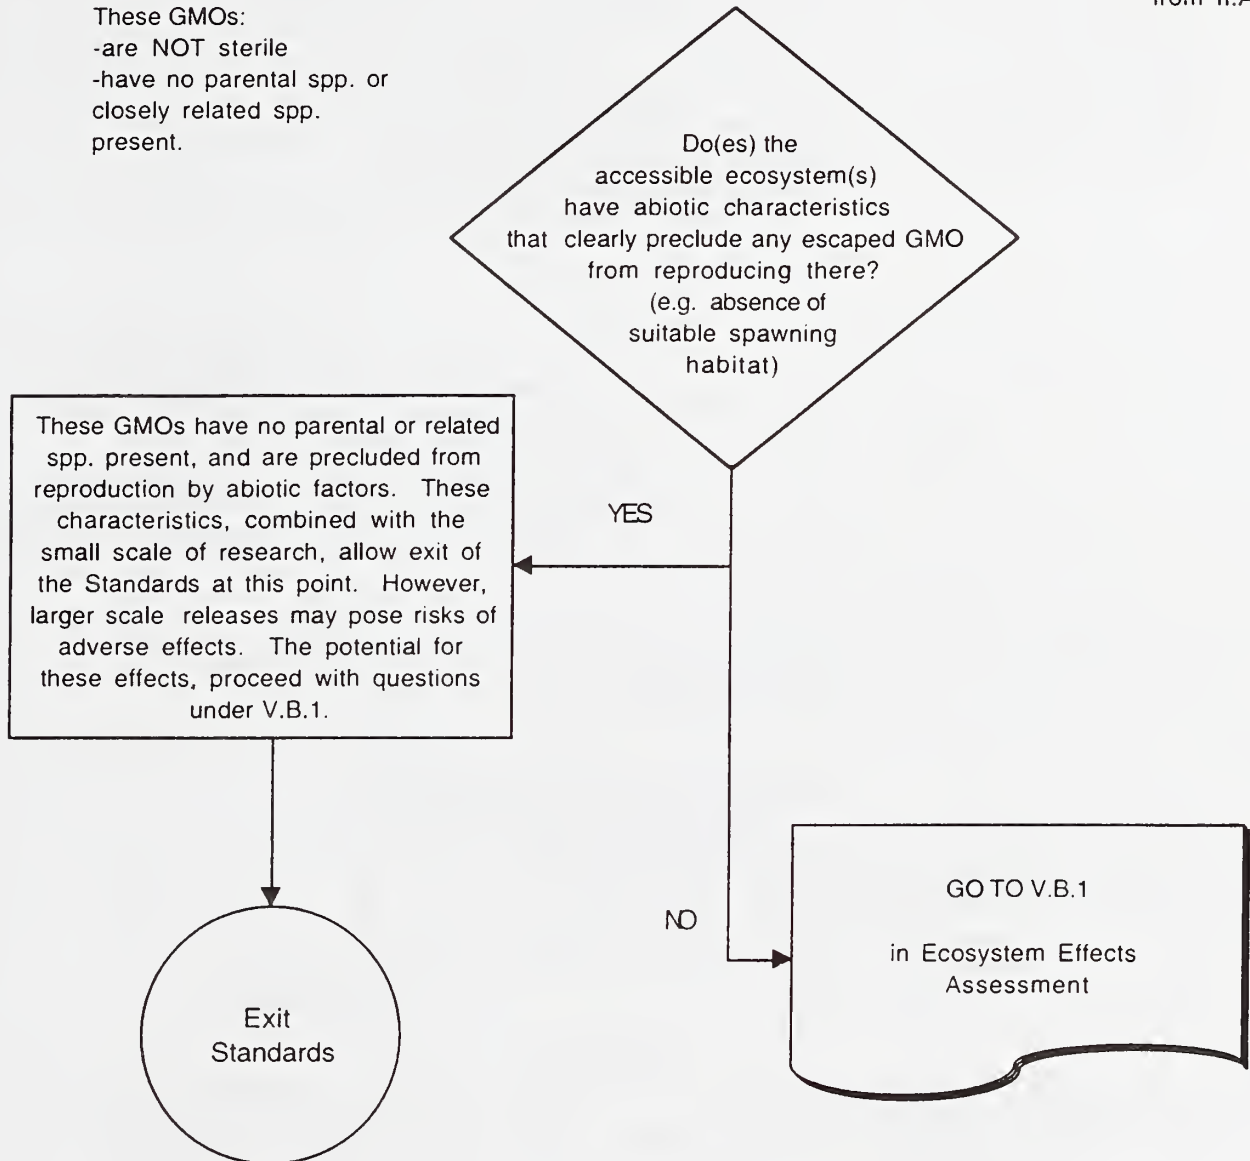 These GMOs:
-are NOT sterile
-have no parental spp. or
closely related spp.
present.
Do(es) the
accessible ecosystem(s)
have abiotic characteristics
that clearly preclude any escaped GMO
from reproducing there?
(e.g. absence of
suitable spawning
habitat)
These GMOs have no parental or related
spp. present, and are precluded from
reproduction by abiotic factors. These
characteristics, combined with the
small scale of research, allow exit of
the Standards at this point. However,
larger scale releases may pose risks of
adverse effects. The potential for
these effects, proceed with questions
under V.B.1.
YES
NO
GO TO V.B.1
in Ecosystem Effects
Assessment
Exit
Standards